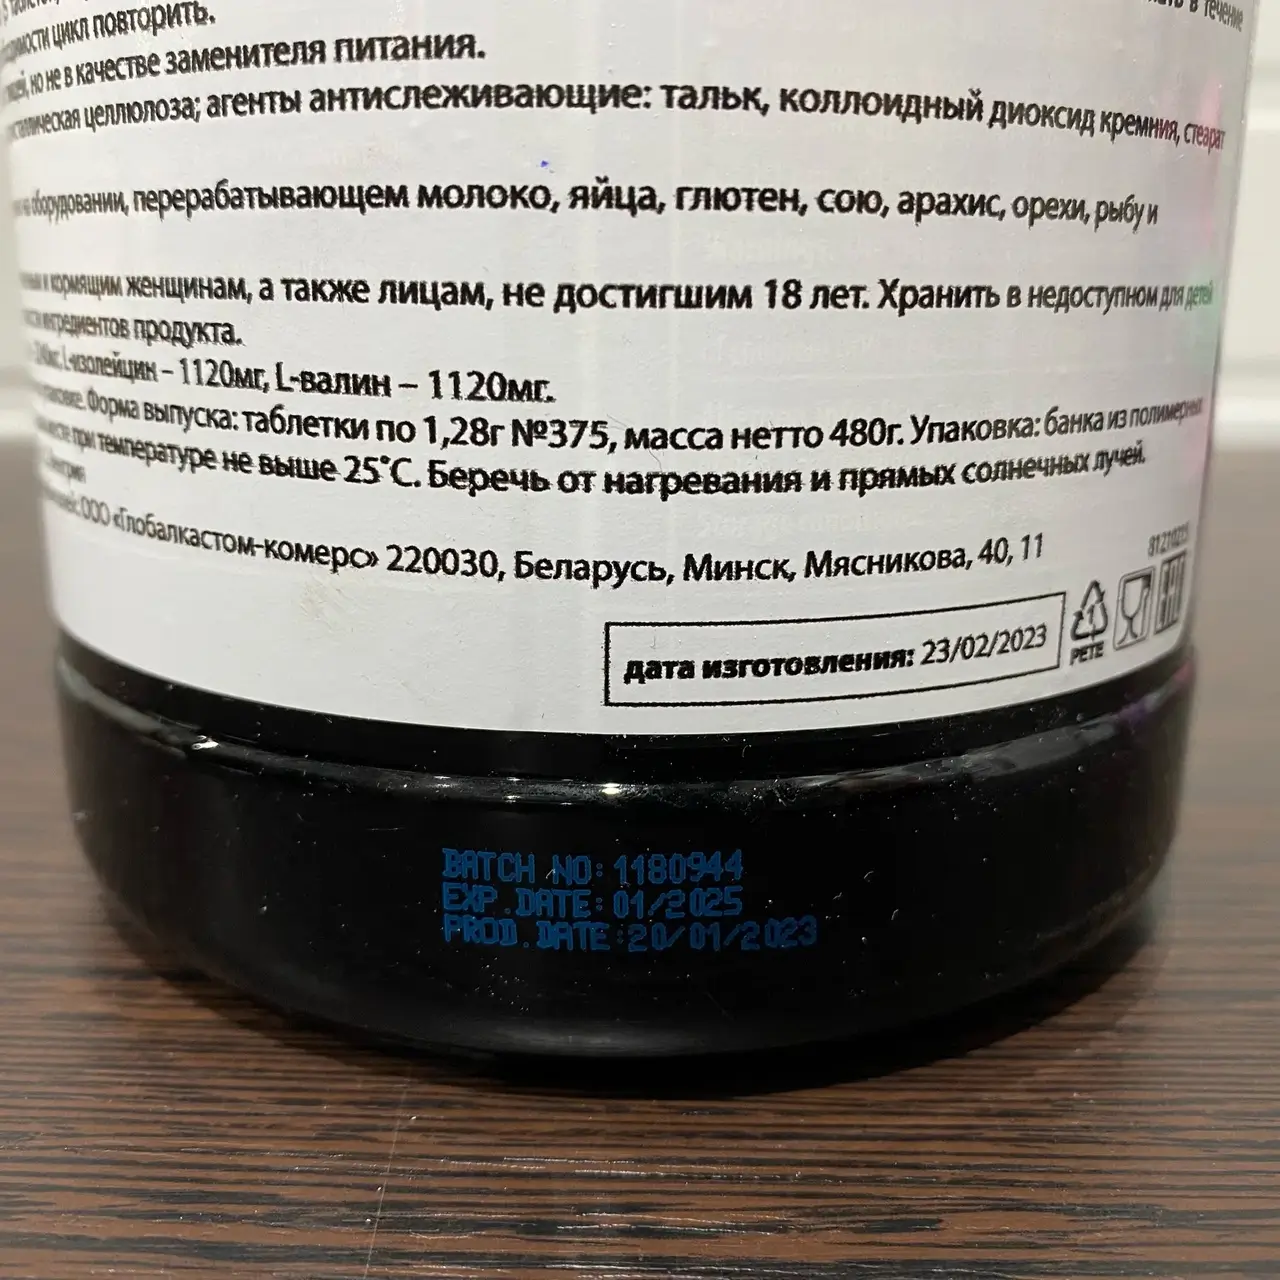 в течение
цикл повторить.
но не в качестве заменителя питания.
целлюлоза; агенты антислеживающие: тальк, коллоидный диоксид кремния, стеарат
оборудовании, перерабатывающем молоко, яйца, глютен, сою, арахис, орехи, рыбу и
и кормящим женщинам, а также лицам, не достигшим 18 лет. Хранить в недоступном для детей
ингредиентов продукта.
L-изолейцин – 1120мг, L-валин – 1120мг.
Форма выпуска: таблетки по 1,28г №375, масса нетто 480г. Упаковка: банка из полимерных
при температуре не выше 25°С. Беречь от нагревания и прямых солнечных лучей.
ООО «Глобалкастом-комерс» 220030, Беларусь, Минск, Мясникова, 40, 11
дата изготовления: 23/02/2023
1
PETE
BATCH NO: 1180944
EXP.DATE: 01/2025
PROD.DATE:20/01/2023